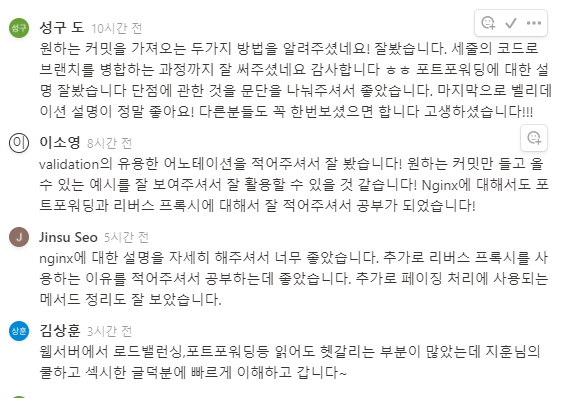 성구
성구 도 10시간 전
원하는 커밋을 가져오는 두가지 방법을 알려주셨네요! 잘봤습니다. 세줄의 코드로
브랜치를 병합하는 과정까지 잘 써주셨네요 감사합니다 ㅎㅎ 포트포워딩에 대한 설
명 잘봤습니다 단점에 관한 것을 문단을 나눠주셔서 좋았습니다. 마지막으로 벨리데
이션 설명이 정말 좋아요! 다른분들도 꼭 한번보셨으면 합니다 고생하셨습니다!!!
이
이소영 8시간 전
validation의 유용한 어노테이션을 적어주셔서 잘 봤습니다! 원하는 커밋만 들고 올
수 있는 예시를 잘 보여주셔서 잘 활용할 수 있을 것 같습니다! Nginx에 대해서도 포
트포워딩과 리버스 프록시에 대해서 잘 적어주셔서 공부가 되었습니다!
J
Jinsu Seo 5시간 전
nginx에 대한 설명을 자세히 해주셔서 너무 좋았습니다. 추가로 리버스 프록시를 사
용하는 이유를 적어주셔서 공부하는데 좋았습니다. 추가로 페이징 처리에 사용되는
메서드 정리도 잘 보았습니다.
상훈
김상훈 3시간 전
웹서버에서 로드밸런싱,포트포워딩등 읽어도 헷갈리는 부분이 많았는데 지훈님의
쿨하고 섹시한 글덕분에 빠르게 이해하고 갑니다~